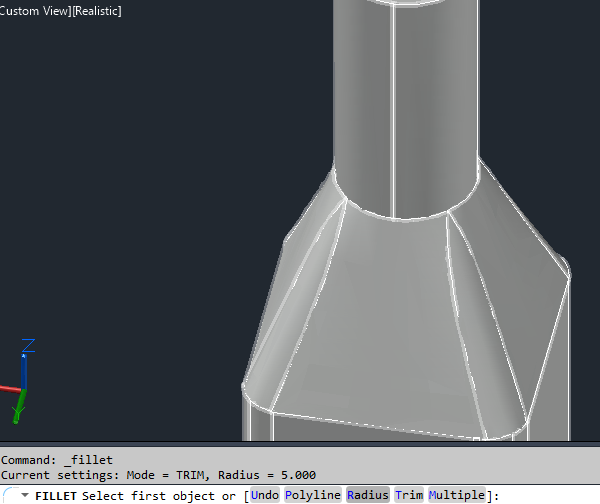 Custom View][Realistic]
Z
Y
Command: _fillet
Current settings: Mode = TRIM, Radius = 5.000
FILLET Select first object or [Undo Polyline Radius Trim Multiple]: